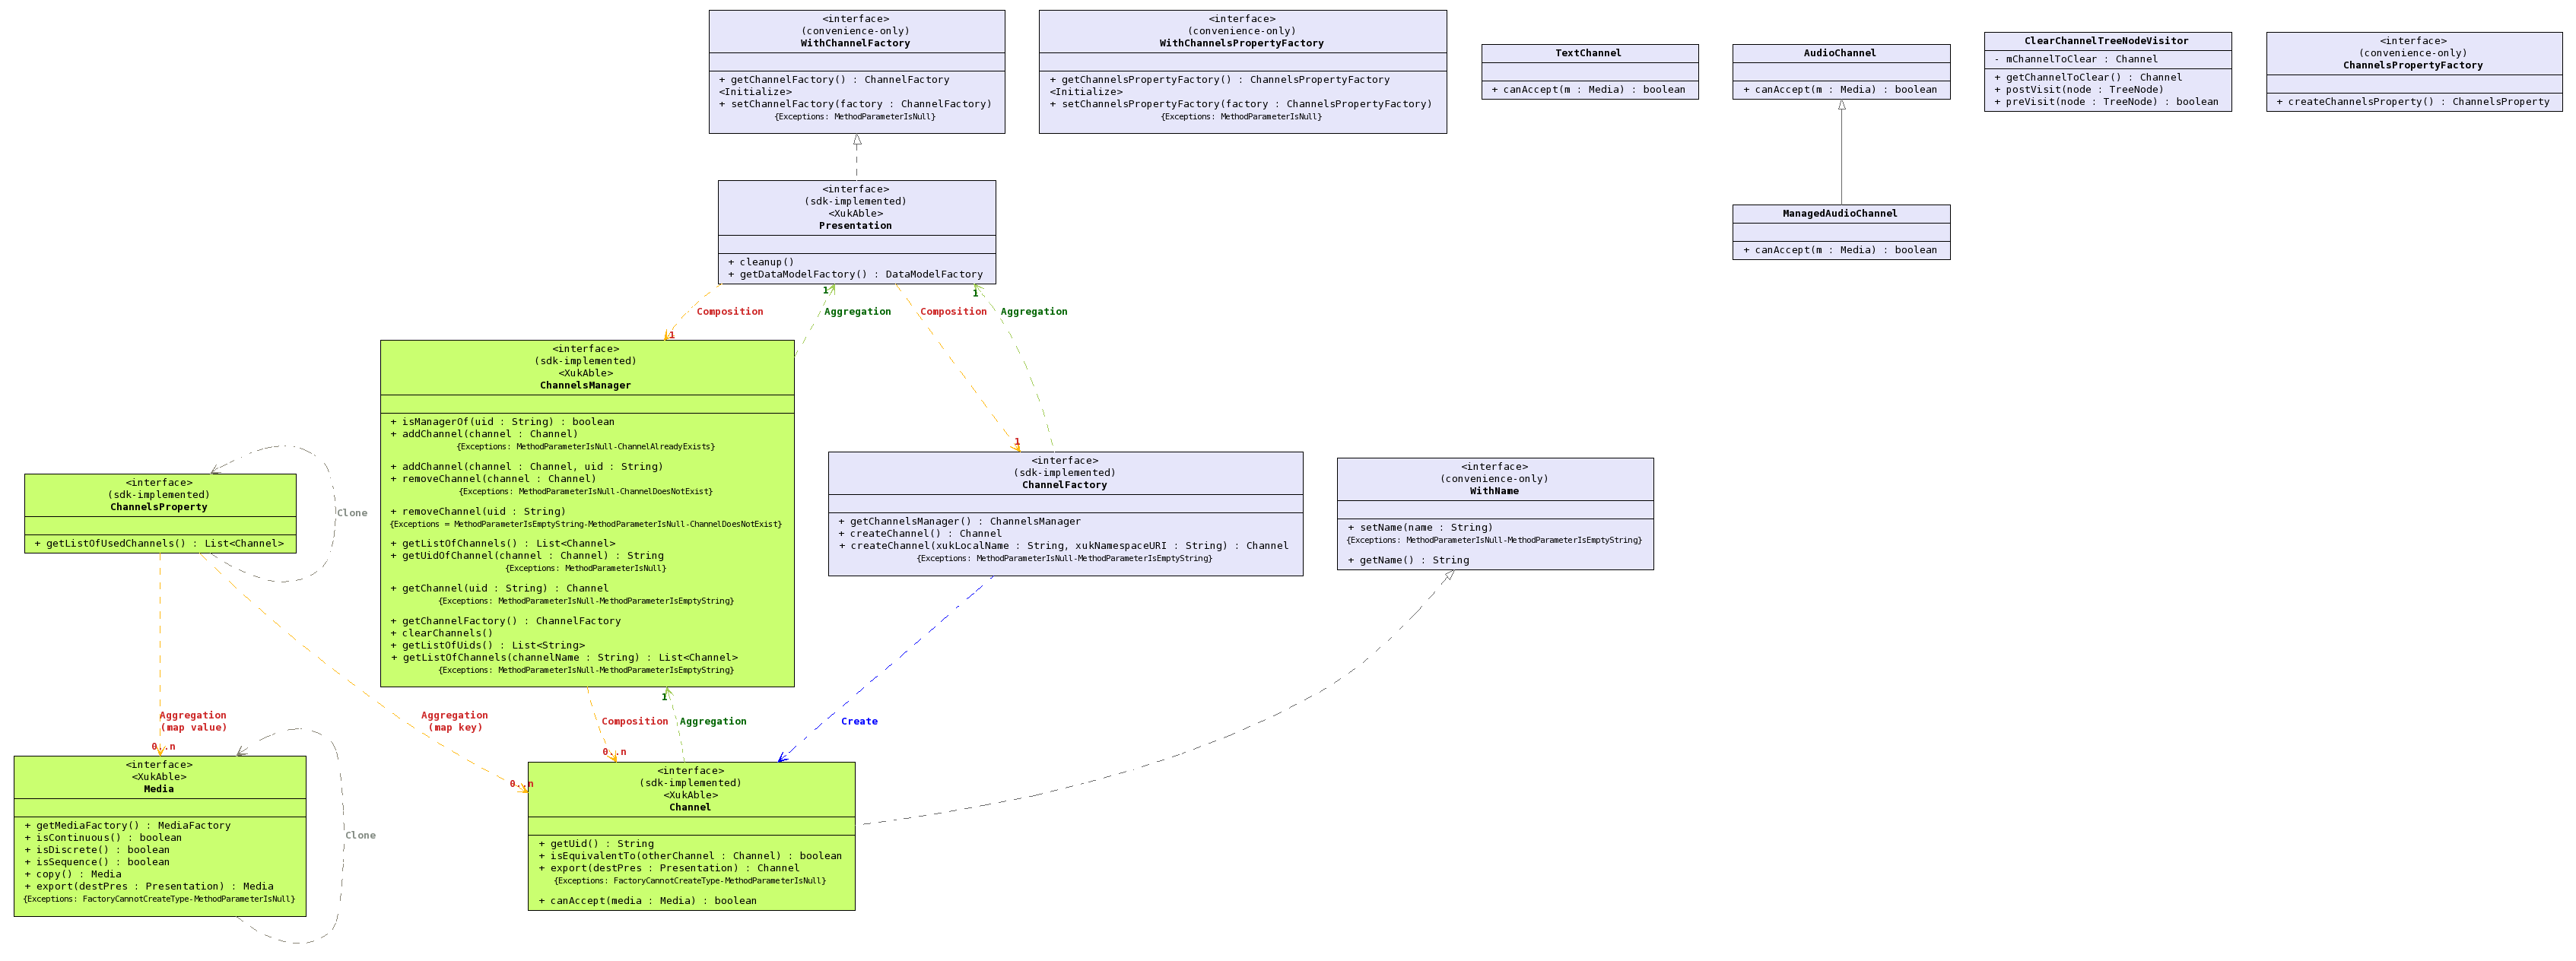 <interface>
(convenience-only)
WithChannelFactory
+ getChannelFactory() : ChannelFactory
<Initialize>
+ setChannelFactory(factory : ChannelFactory)
{Exceptions: MethodParameterIsNull}
<interface>
(convenience-only)
WithChannelsPropertyFactory
+ getChannelsPropertyFactory() : ChannelsPropertyFactory
<Initialize>
+ setChannelsPropertyFactory(factory : ChannelsPropertyFactory)
{Exceptions: MethodParameterIsNull}
TextChannel
+ canAccept(m : Media) : boolean
AudioChannel
+ canAccept(m : Media) : boolean
ClearChannelTreeNodeVisitor
- mChannelToClear : Channel
+ getChannelToClear() : Channel
+ postVisit(node : TreeNode)
+ preVisit(node : TreeNode) : boolean
<interface>
(convenience-only)
ChannelsPropertyFactory
+ createChannelsProperty() : ChannelsProperty
<interface>
(sdk-implemented)
<XukAble>
Presentation
+ cleanup()
+ getDataModelFactory() : DataModelFactory
ManagedAudioChannel
+ canAccept(m : Media) : boolean
1
1
Composition
Aggregation
Composition
Aggregation
1
<interface>
(sdk-implemented)
<XukAble>
ChannelsManager
+ isManagerOf(uid : String) : boolean
+ addChannel(channel : Channel)
{Exceptions: MethodParameterIsNull-ChannelAlreadyExists}
+ addChannel(channel : Channel, uid : String)
+ removeChannel(channel : Channel)
{Exceptions: MethodParameterIsNull-ChannelDoesNotExist}
+ removeChannel(uid : String)
{Exceptions = MethodParameterIsEmptyString-MethodParameterIsNull-ChannelDoesNotExist}
+ getListOfChannels() : List<Channel>
+ getUidOfChannel(channel : Channel) : String
{Exceptions: MethodParameterIsNull}
+ getChannel(uid : String) : Channel
{Exceptions: MethodParameterIsNull-MethodParameterIsEmptyString}
+ getChannelFactory() : ChannelFactory
+ clearChannels()
+ getListOfUids() : List<String>
+ getListOfChannels(channelName : String) : List<Channel>
{Exceptions: MethodParameterIsNull-MethodParameterIsEmptyString}
1
<interface>
(sdk-implemented)
ChannelFactory
+ getChannelsManager() : ChannelsManager
+ createChannel() : Channel
+ createChannel(xukLocalName : String, xukNamespaceURI : String) : Channel
{Exceptions: MethodParameterIsNull-MethodParameterIsEmptyString}
<interface>
(convenience-only)
WithName
+ setName(name : String)
{Exceptions: MethodParameterIsNull-MethodParameterIsEmptyString}
+ getName() : String
<interface>
(sdk-implemented)
ChannelsProperty
+ getListOfUsedChannels() : List<Channel>
Clone
1
Aggregation
(map value)
Aggregation
(map key)
Composition
Aggregation
Create
0..n
0..n
0..n
<interface>
<XukAble>
Media
+ getMediaFactory() : MediaFactory
+ isContinuous() : boolean
+ isDiscrete() : boolean
+ isSequence() : boolean
+ copy() : Media
+ export(destPres : Presentation) : Media
{Exceptions: FactoryCannotCreateType-MethodParameterIsNull}
Clone
<interface>
(sdk-implemented)
<XukAble>
Channel
+ getUid() : String
+ isEquivalentTo(otherChannel : Channel) : boolean
+ export(destPres : Presentation) : Channel
{Exceptions: FactoryCannotCreateType-MethodParameterIsNull}
+ canAccept(media : Media) : boolean